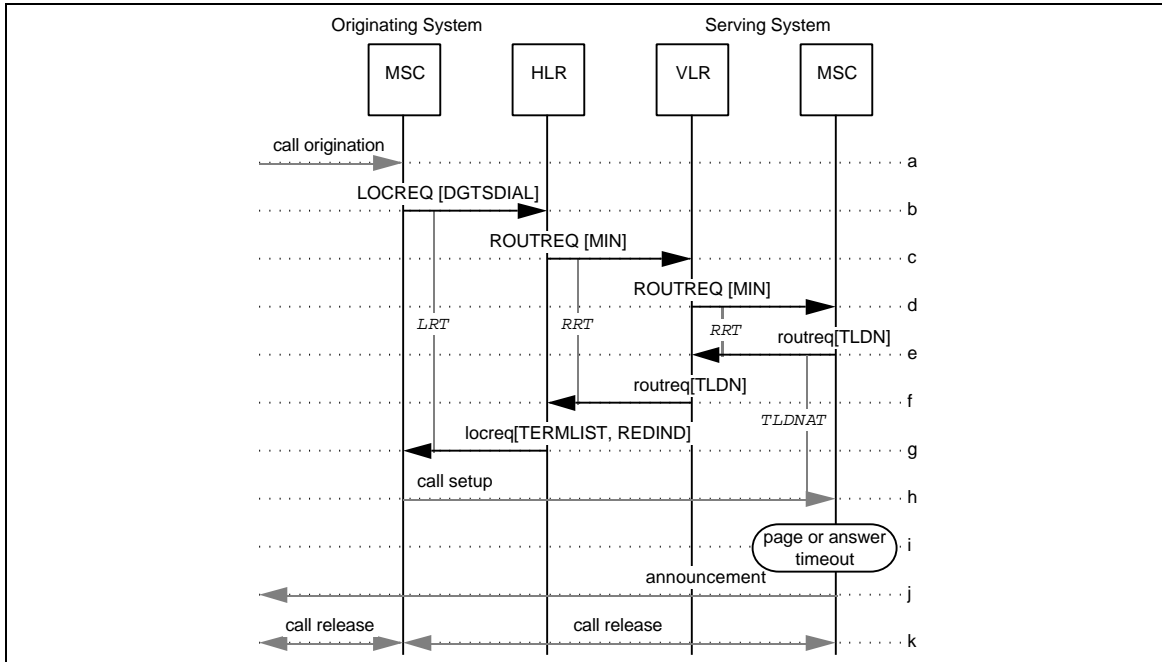 Originating System
Serving System
MSC
HLR
VLR
MSC
call origination
a
LOCREQ [DGTSDIAL]
b
ROUTREQ [MIN]
c
ROUTREQ [MIN]
d
LRT
RRT
RRT
routreq[TLDN]
e
routreq[TLDN]
f
TLDNAT
locreq[TERMLIST, REDIND]
g
call setup
h
page or answer
timeout
i
announcement
j
call release
call release
k